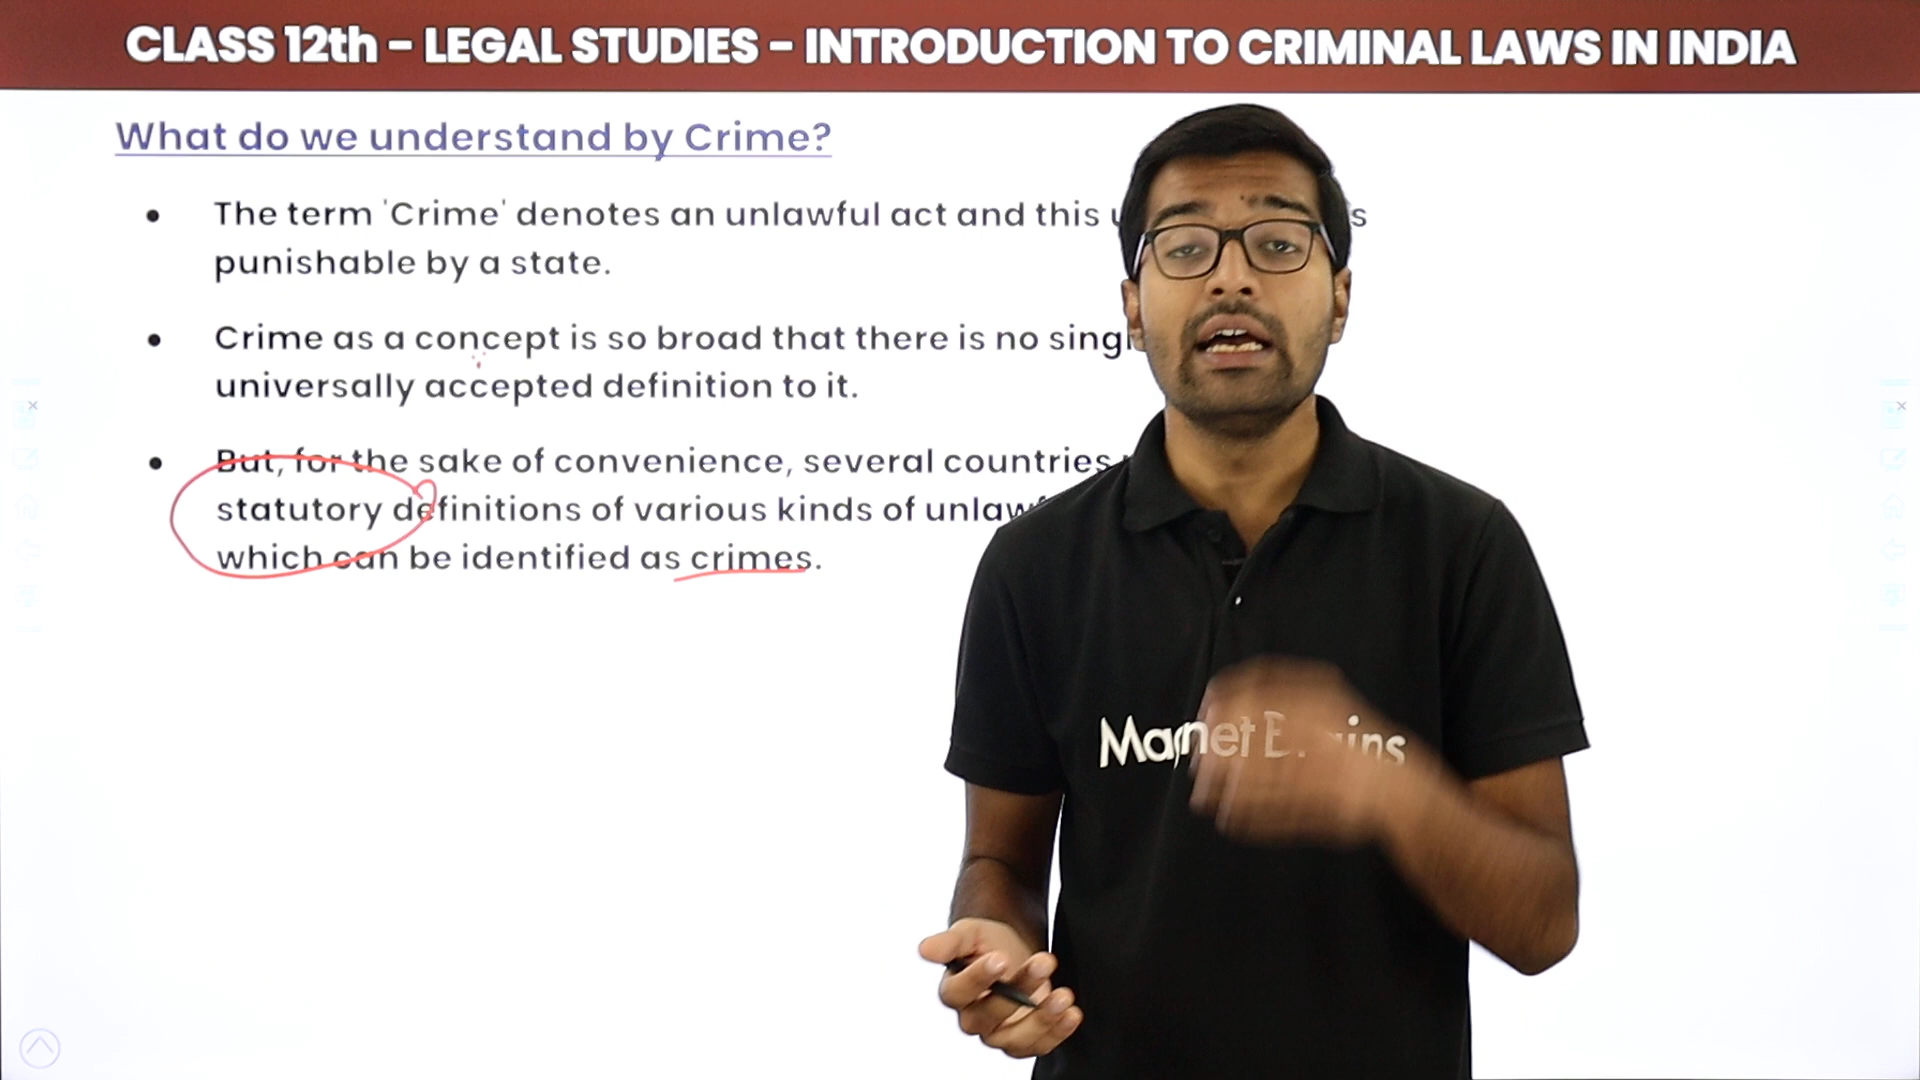 CLASS 12th - LEGAL STUDIES - INTRODUCTION TO CRIMINAL LAWS IN INDIA
What do we understand by Crime?
• The term 'Crime' denotes an unlawful act and this
punishable by a state.
• Crime as a concept is so broad that there is no
universally accepted definition to it.
• But, for the sake of convenience, several countries
statutory definitions of various kinds of
which can be identified as crimes.